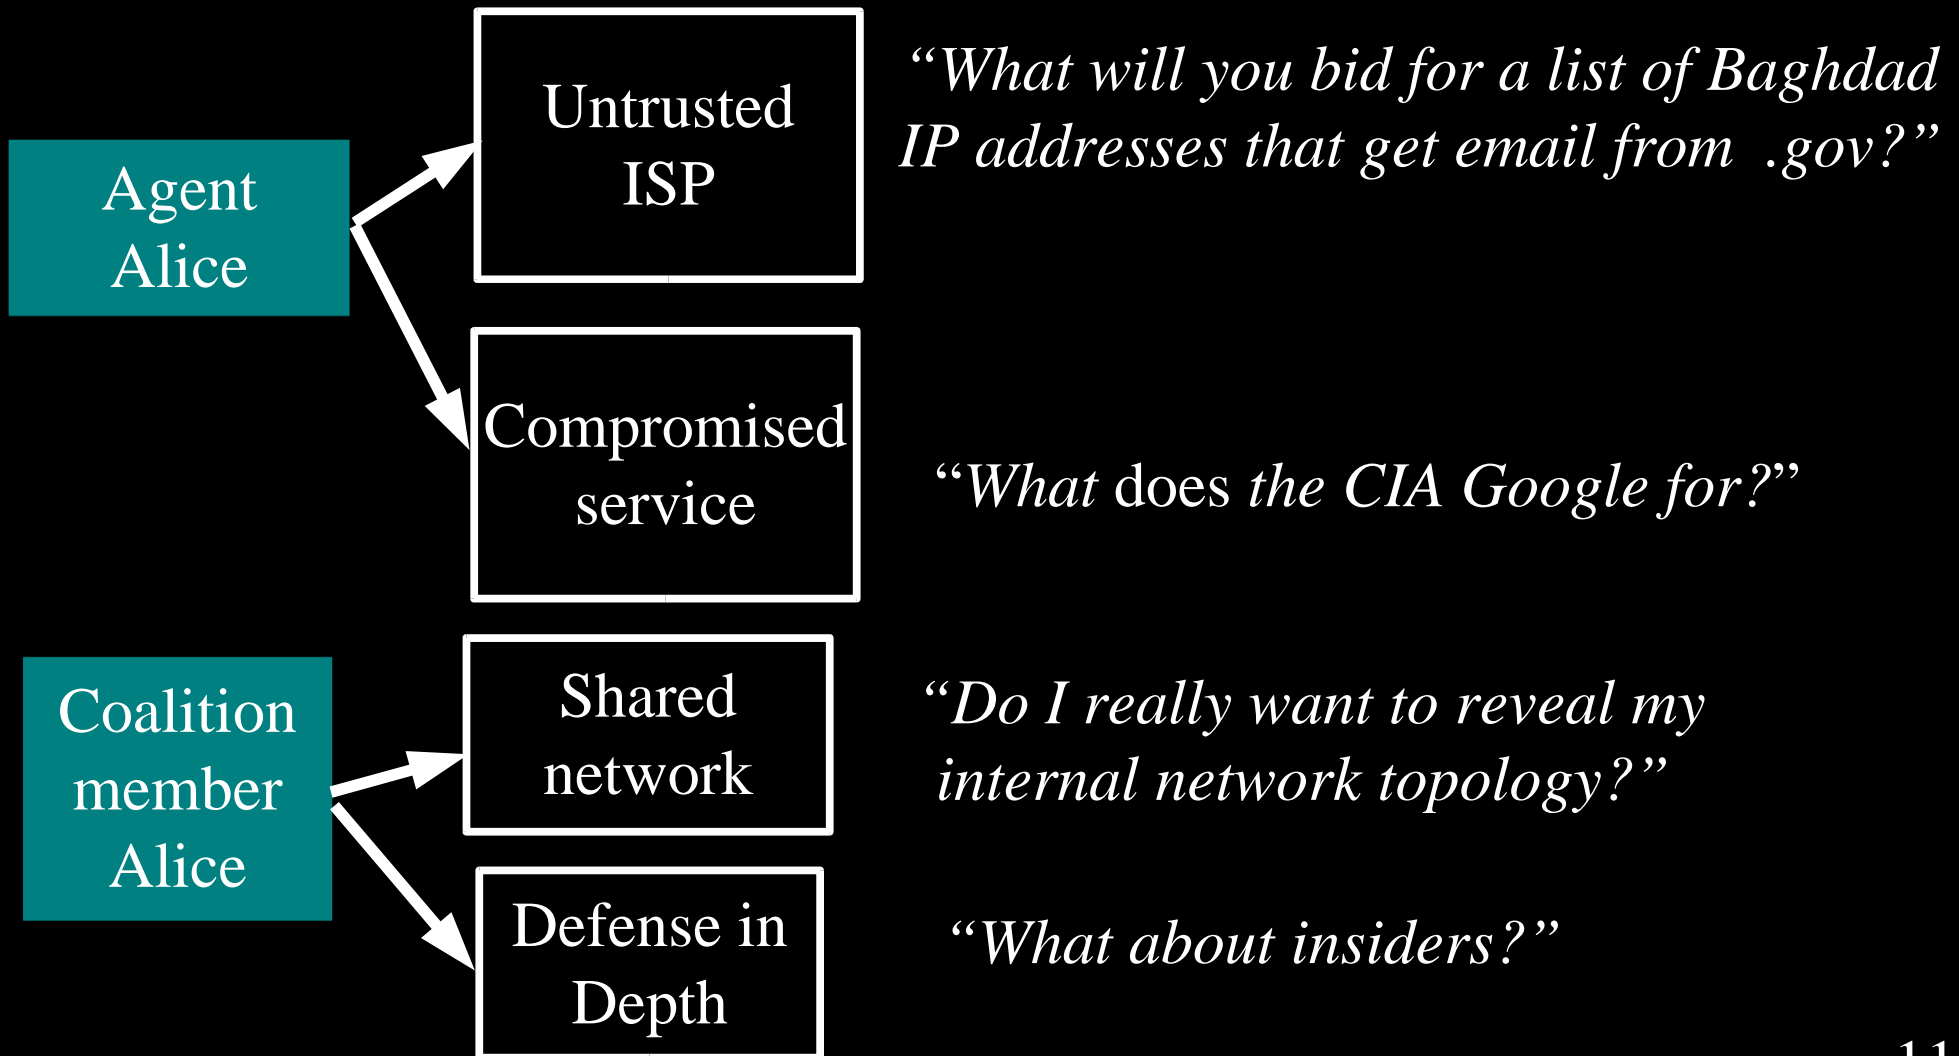 Agent
Alice
Untrusted
ISP
“What will you bid for a list of Baghdad
IP addresses that get email from .gov?”
Compromised
service
“What does the CIA Google for?”
Coalition
member
Alice
Shared
network
“Do I really want to reveal my
internal network topology?”
Defense in
Depth
“What about insiders?”
11